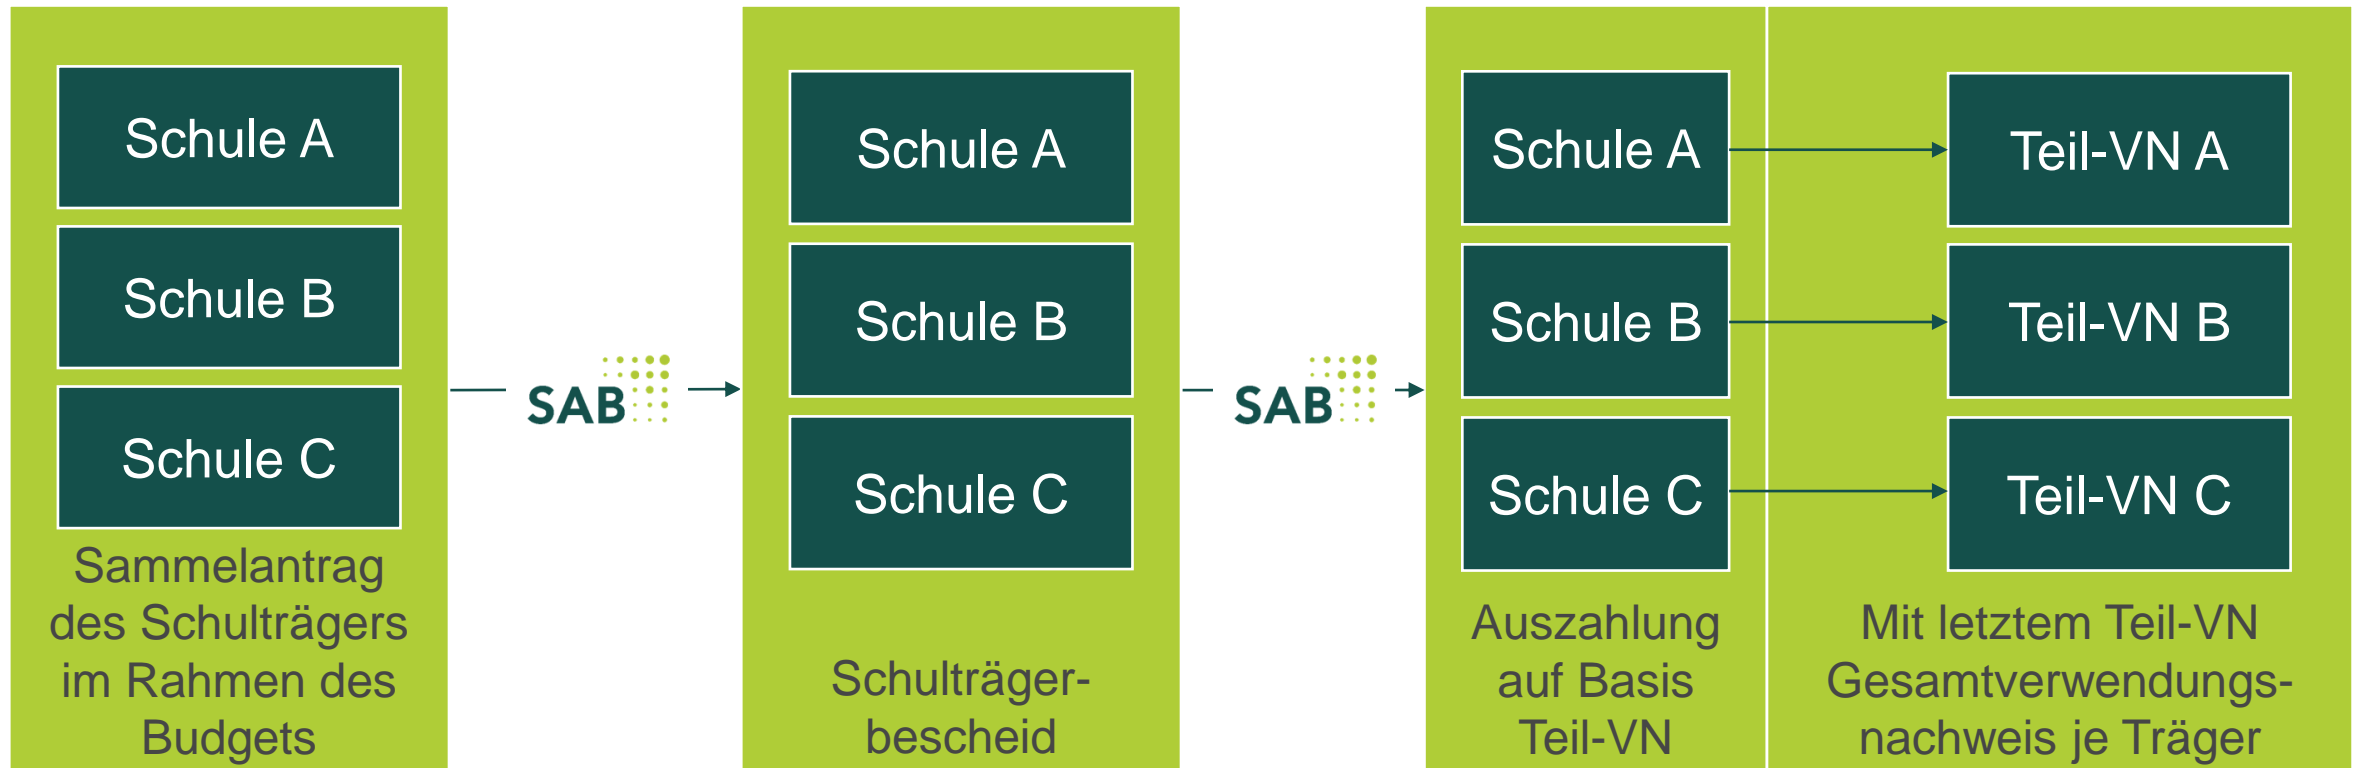 Schule A
Schule B
Schule C
Sammelantrag
des Schulträgers
im Rahmen des
Budgets
SAB
Schule A
Schule B
Schule C
Schulträger-
bescheid
SAB
Schule A
Schule B
Schule C
Auszahlung
auf Basis
Teil-VN
Teil-VN A
Teil-VN B
Teil-VN C
Mit letztem Teil-VN
Gesamtverwendungs-
nachweis je Träger